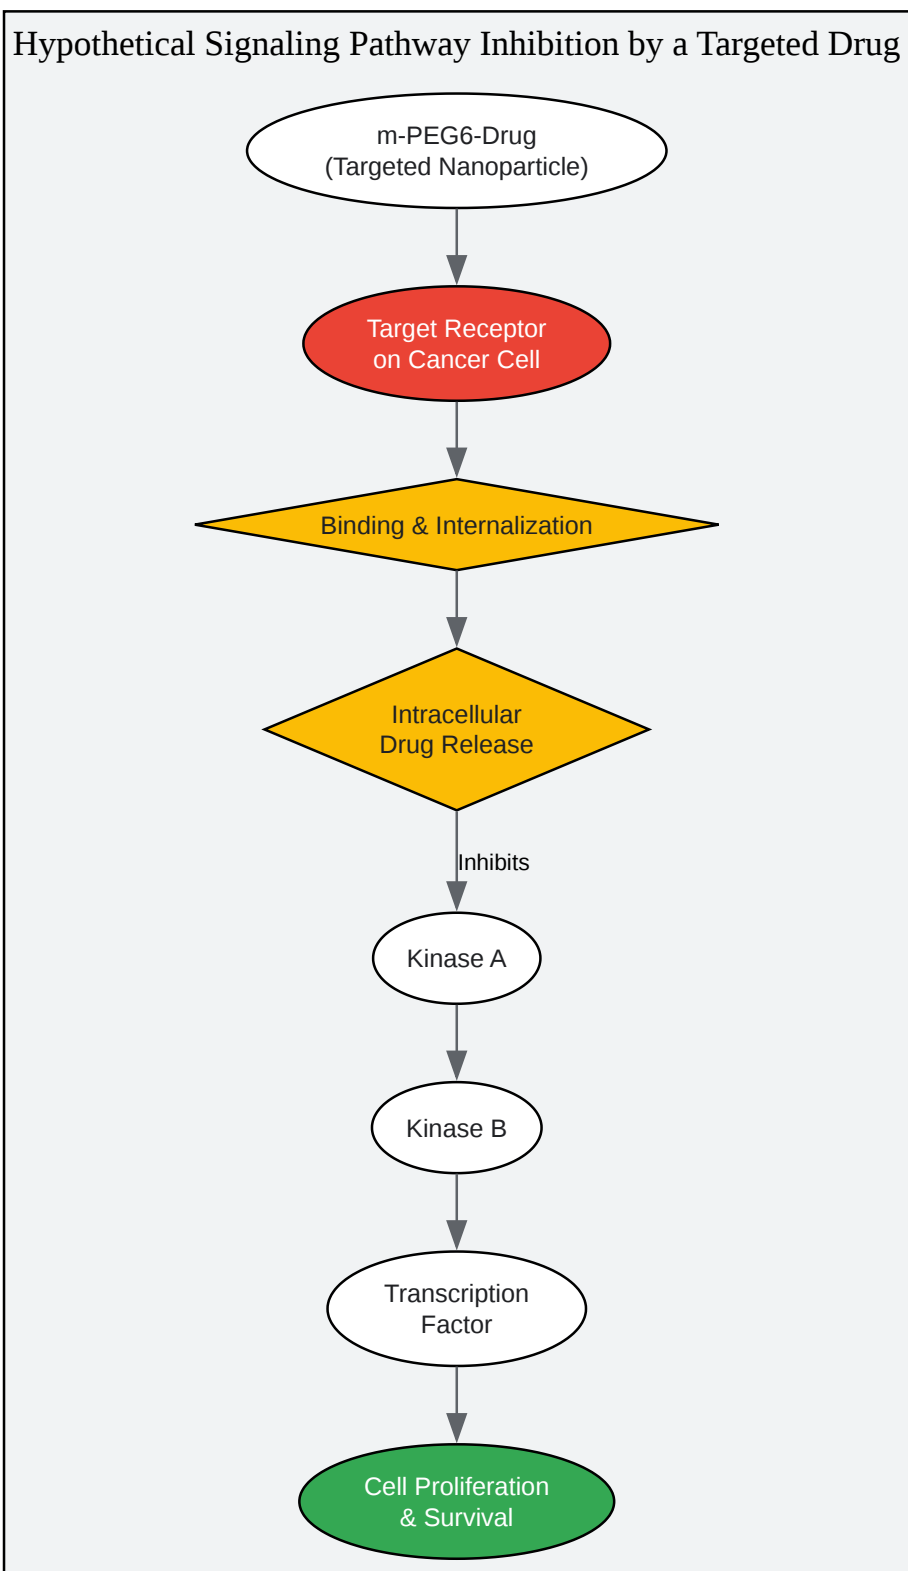 Hypothetical Signaling Pathway Inhibition by a Targeted Drug
m-PEG6-Drug
(Targeted Nanoparticle)
Target Receptor
on Cancer Cell
Binding & Internalization
Intracellular
Drug Release
Inhibits
Kinase A
Kinase B
Transcription
Factor
Cell Proliferation
& Survival